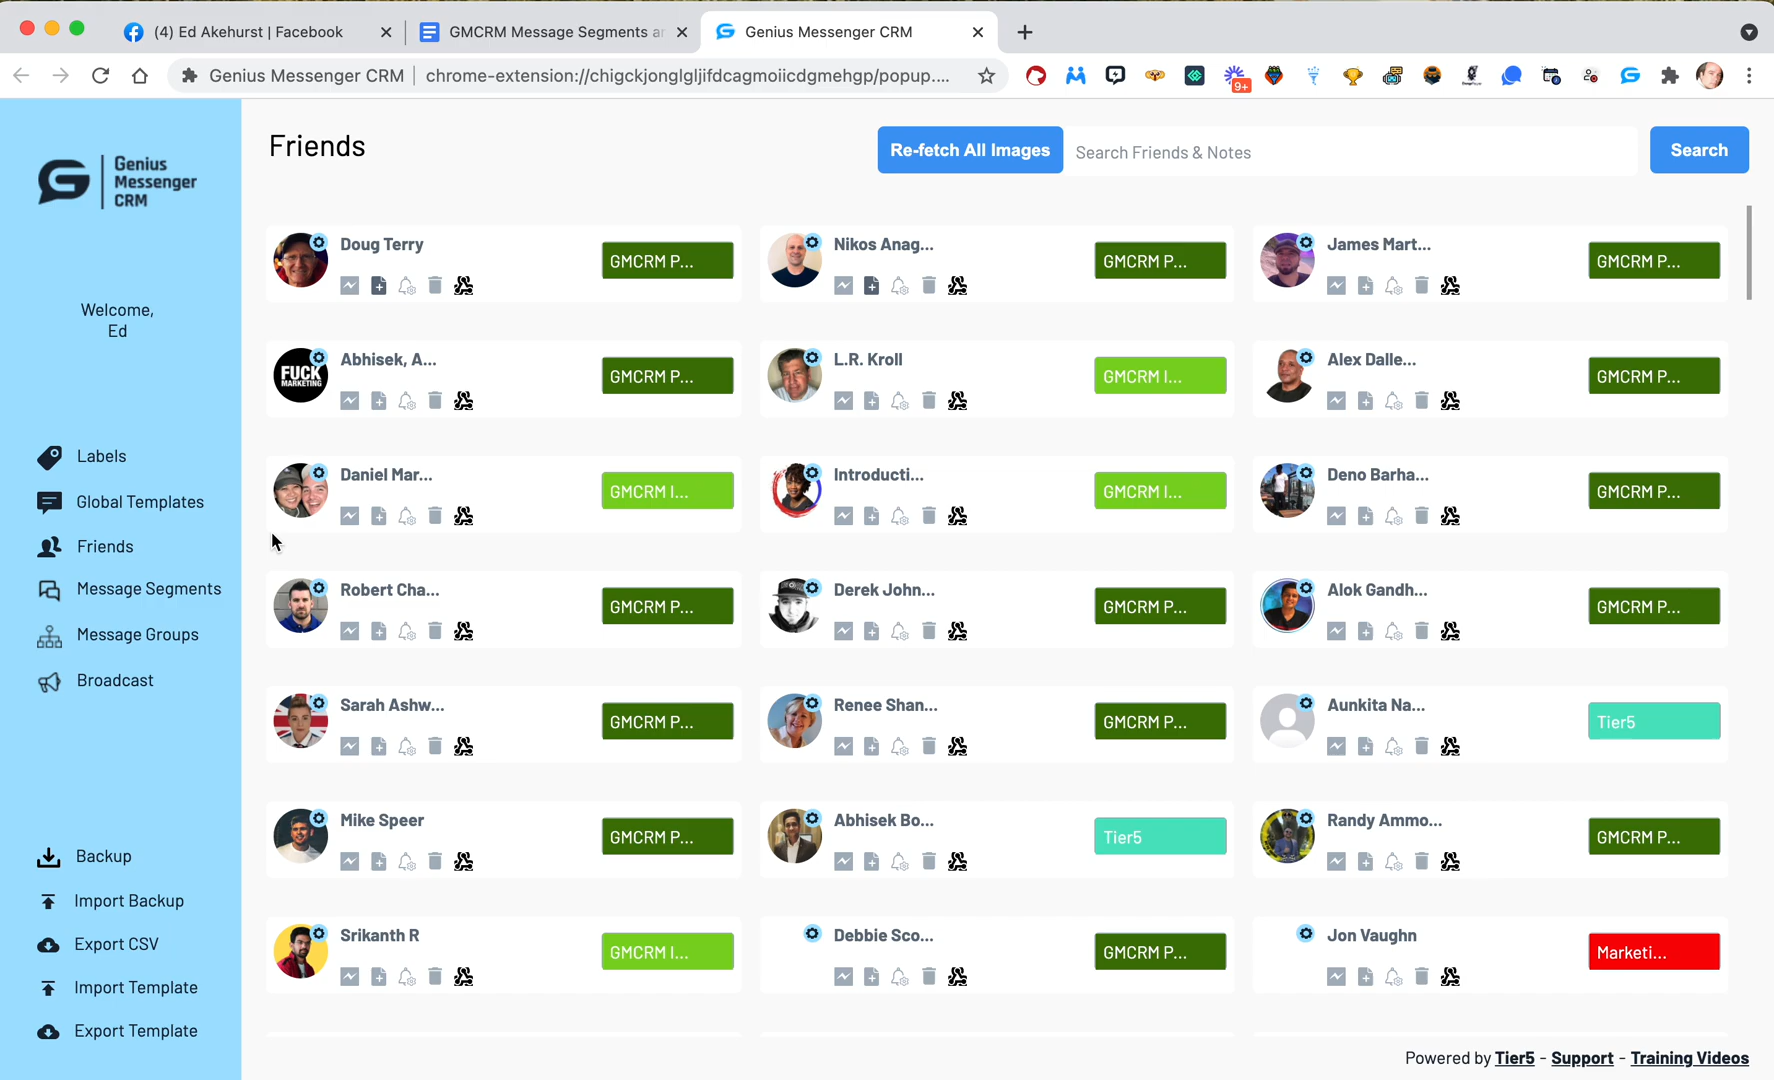 (4) Ed Akehurst | Facebook
GMCRM Message Segments an
Genius Messenger CRM
Genius Messenger CRM
chrome-extension://chigckjonglgljifdcagmoiicdgmehgp/popup....
9+
Genius
Messenger
CRM
Welcome,
Ed
Labels
Global Templates
Friends
Message Segments
Message Groups
Broadcast
Backup
Import Backup
Export CSV
Import Template
Export Template
Friends
Re-fetch All Images
Search Friends & Notes
Search
Doug Terry
GMCRM P...
Nikos Anag...
GMCRM P...
James Mart...
GMCRM P...
FUCK
MARKETING
Abhisek, A...
GMCRM P...
L.R. Kroll
GMCRM I...
Alex Dalle...
GMCRM P...
Daniel Mar...
GMCRM I...
Introducti...
GMCRM I...
Deno Barha...
GMCRM P...
Robert Cha...
GMCRM P...
Derek John...
GMCRM P...
Alok Gandh...
GMCRM P...
Sarah Ashw...
GMCRM P...
Renee Shan...
GMCRM P...
Aunkita Na...
Tier5
Mike Speer
GMCRM P...
Abhisek Bo...
Tier5
Randy Ammo...
GMCRM P...
Srikanth R
GMCRM I...
Debbie Sco...
GMCRM P...
Jon Vaughn
Marketi...
Powered by Tier5 - Support - Training Videos